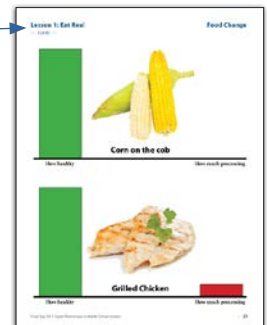 Lesson 1: Eat Real
Food Change
Corn on the cob
How healthy
How much processing
Grilled Chicken
How healthy
How much processing
21